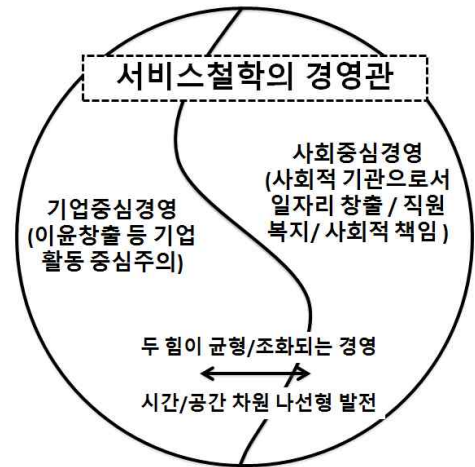 서비스철학의 경영관
사회중심경영
(사회적 기관으로서
일자리 창출 / 직원
복지/ 사회적 책임 )
기업중심경영
(이윤창출 등 기업
활동 중심주의)
두 힘이 균형/조화되는 경영
시간/공간 차원 나선형 발전